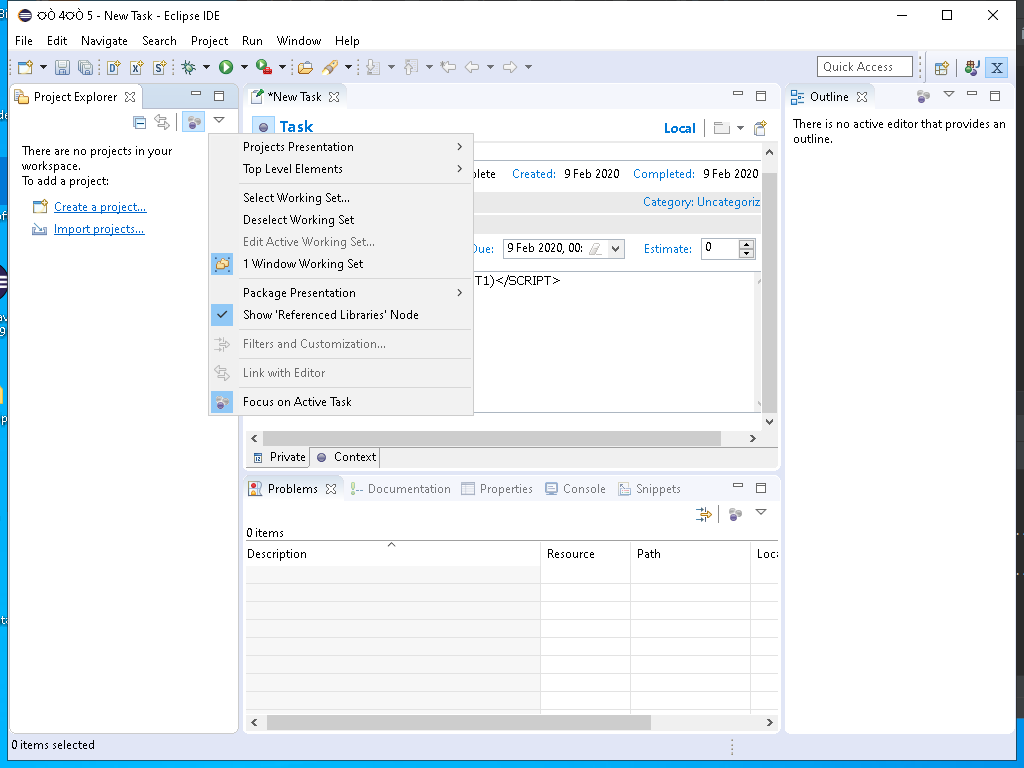 - New Task - Eclipse IDE
File Edit Navigate Search Project Run Window Help
Quick Access
Project Explorer
*New Task
Outline
There are no projects in your
workspace.
To add a project:
Create a project...
Import projects...
Task
Local
There is no active editor that provides an
outline.
Projects Presentation
Top Level Elements
Select Working Set...
Deselect Working Set
Edit Active Working Set...
1 Window Working Set
Package Presentation
Show 'Referenced Libraries' Node
Filters and Customization...
Link with Editor
Focus on Active Task
Created: 9 Feb 2020 Completed: 9 Feb 2020
Category: Uncategoriz
Due: 9 Feb 2020, 00: Estimate: 0
T1)</SCRIPT>
Private Context
Problems Documentation Properties Console Snippets
0 items
Description Resource Path Loc
0 items selected